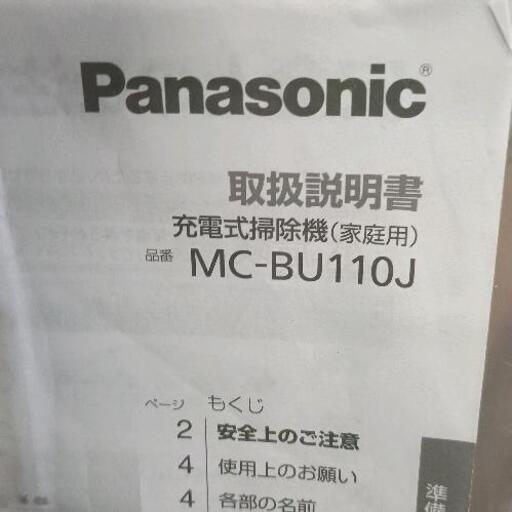 Panasonic®
取扱説明書
充電式掃除機(家庭用)
品番 MC-BU110J
ページ もくじ
2 安全上のご注意
4 使用上のお願い
4 各部の名前
準備